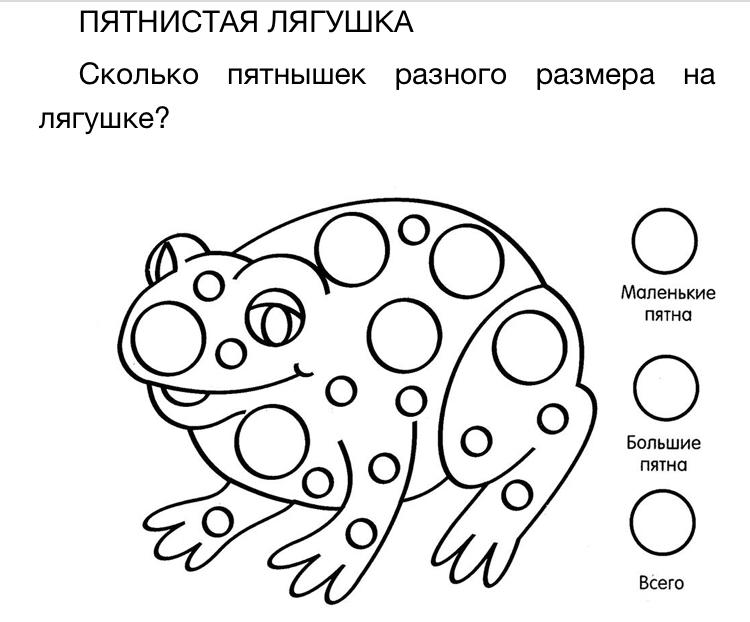 ПЯТНИСТАЯ ЛЯГУШКА
Сколько пятнышек разного размера на
лягушке?
Маленькие
пятна
Большие
пятна
Всего